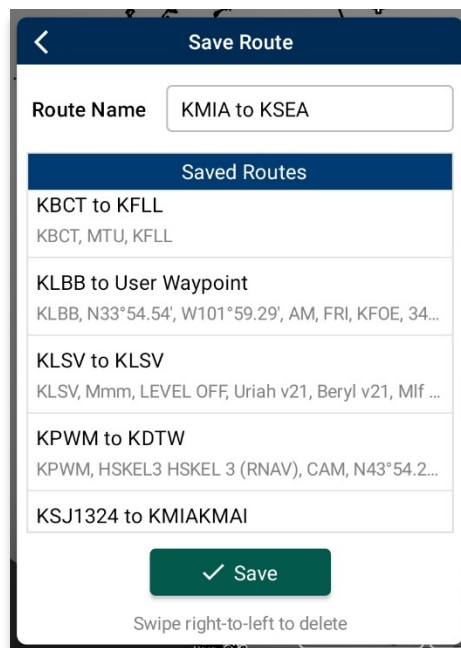 Save Route
Route Name KMIA to KSEA
Saved Routes
KBCT to KFLL
KBCT, MTU, KFLL
KLBB to User Waypoint
KLBB, N33°54.54', W101°59.29', AM, FRI, KFOE, 34...
KLSV to KLSV
KLSV, Mmm, LEVEL OFF, Uriah v21, Beryl v21, Mlf ...
KPWM to KDTW
KPWM, HSKEL3 HSKEL 3 (RNAV), CAM, N43°54.2...
KSJ1324 to KMIAKMAI
Save
Swipe right-to-left to delete